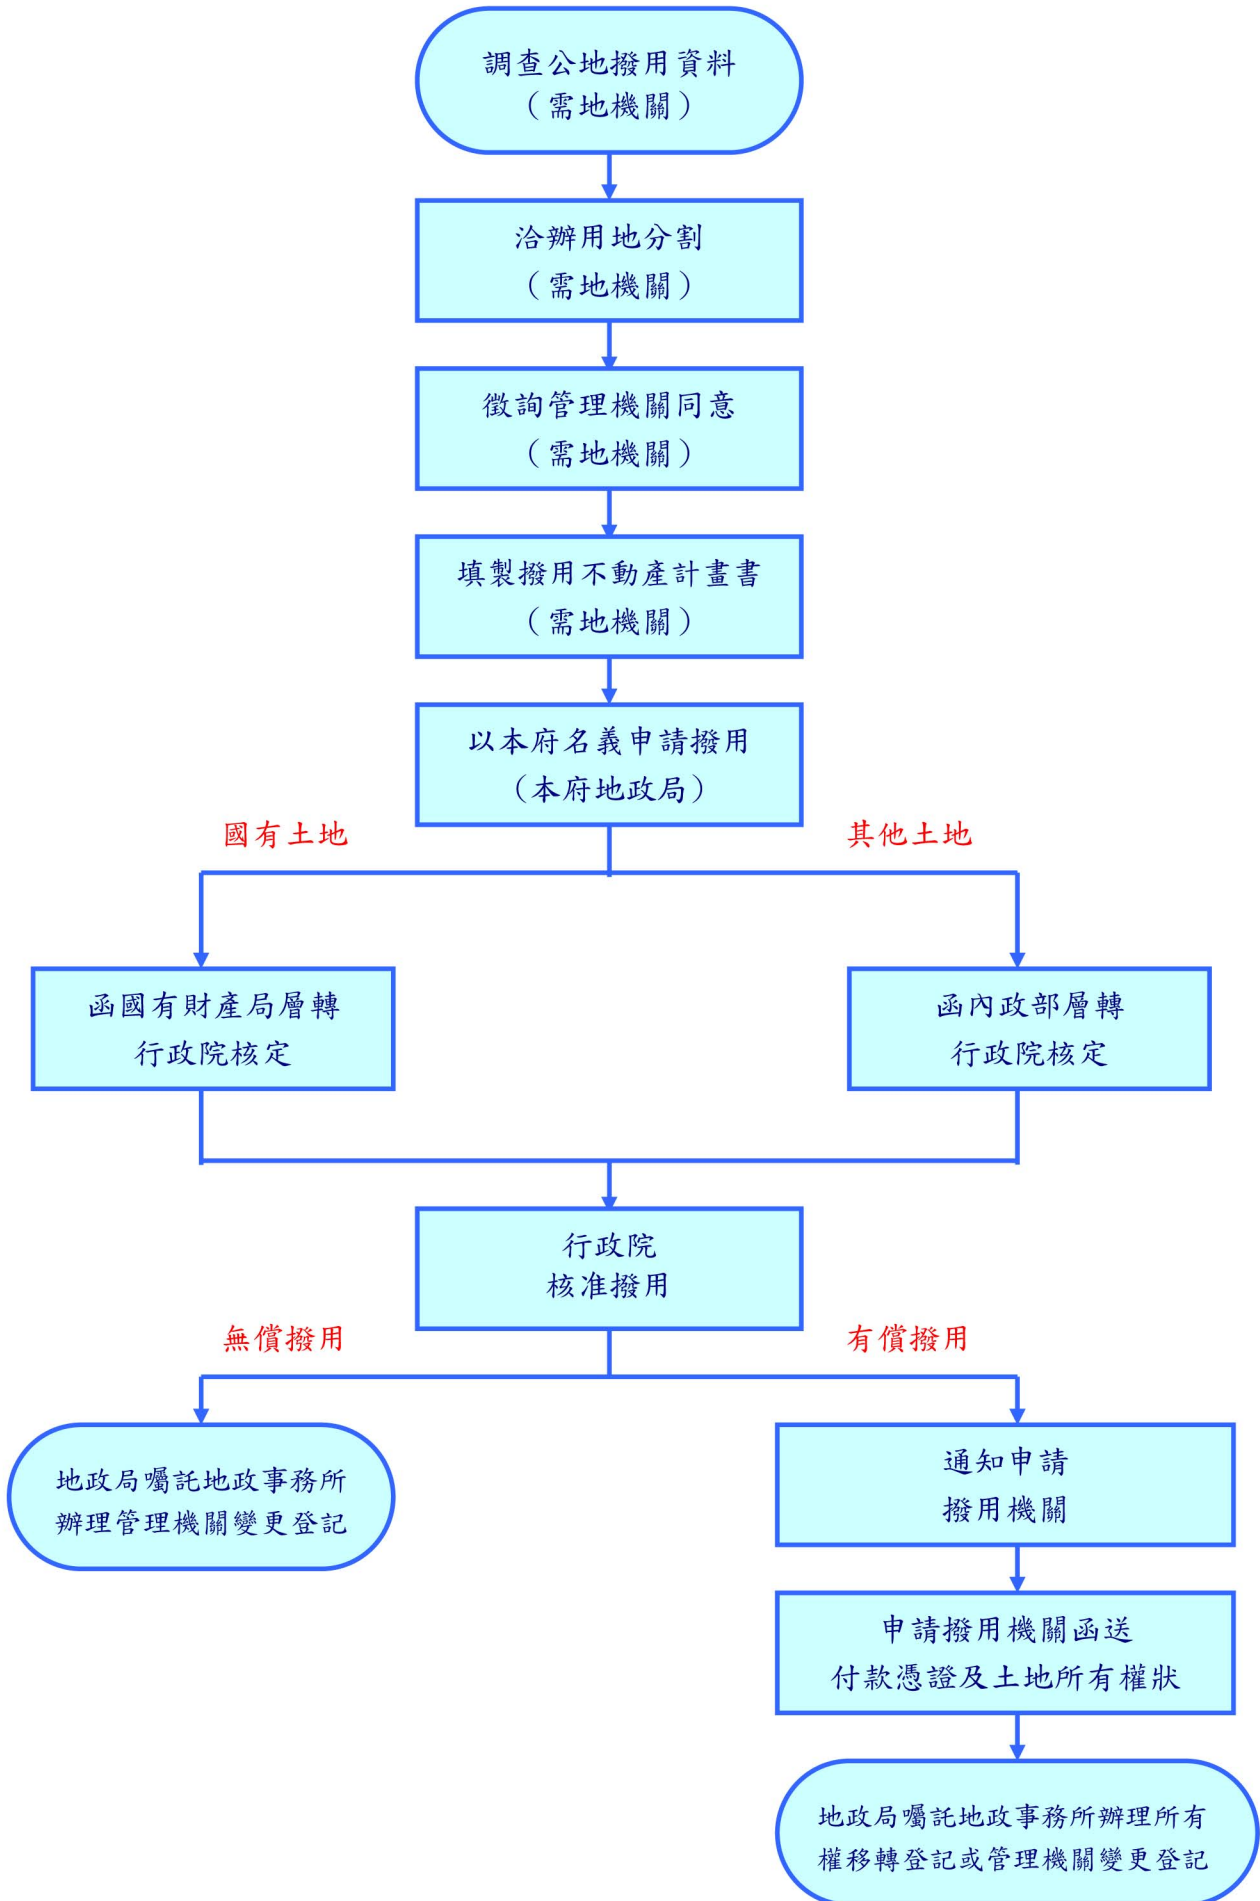 調查公地撥用資料
（需地機關）
洽辦用地分割
（需地機關）
徵詢管理機關同意
（需地機關）
填製撥用不動產計畫書
（需地機關）
以本府名義申請撥用
（本府地政局）
國有土地
其他土地
函國有財產局層轉
行政院核定
函內政部層轉
行政院核定
行政院
核准撥用
無償撥用
有償撥用
地政局囑託地政事務所
辦理管理機關變更登記
通知申請
撥用機關
申請撥用機關函送
付款憑證及土地所有權狀
地政局囑託地政事務所辦理所有
權移轉登記或管理機關變更登記